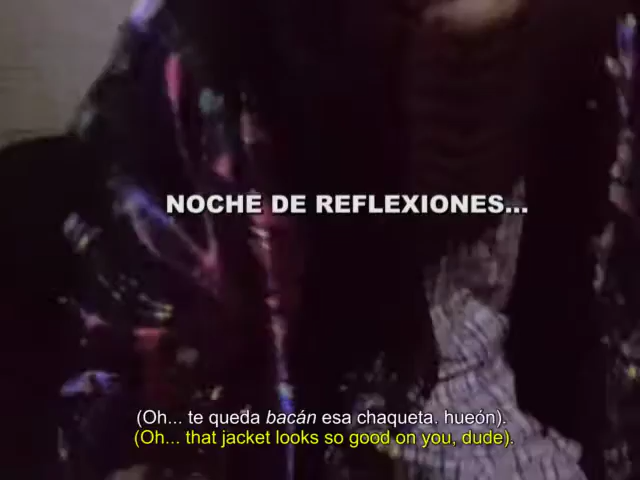 NOCHE DE REFLEXIONES...
(Oh... te queda bacán esa chaqueta. hueón).
(Oh... that jacket looks so good on you, dude).